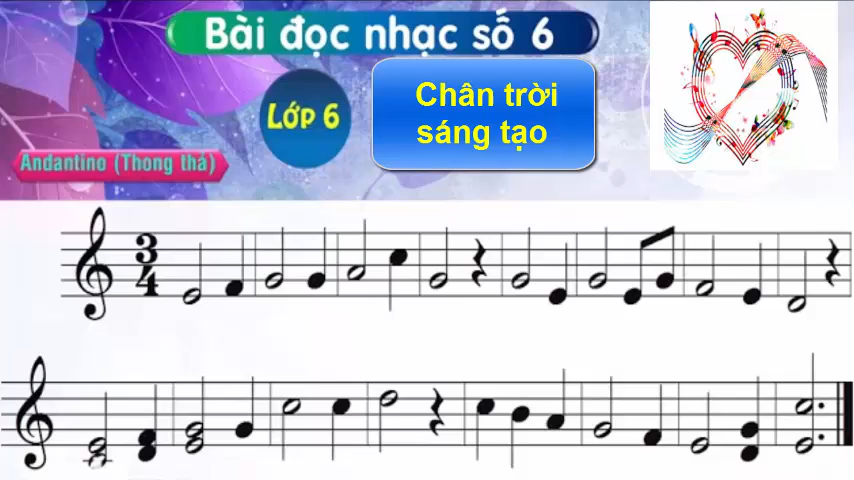 Bài đọc nhạc số 6
Lớp 6
Chân trời
sáng tạo
Andantino (Thong thả)
3
4